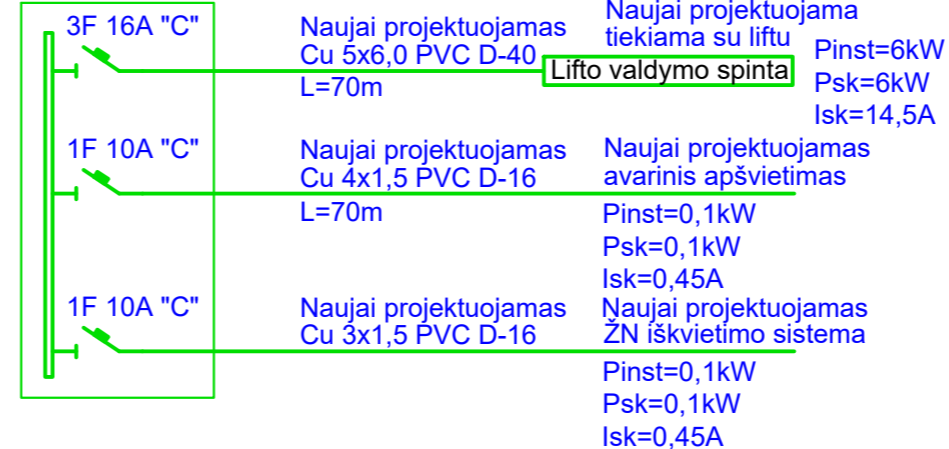 3F 16A "C"
Naujai projektuojamas
Cu 5x6,0 PVC D-40
L=70m
Naujai projektuojama
tiekiama su liftu
Lifto valdymo spinta
Pinst=6kW
Psk=6kW
Isk=14,5A
1F 10A "C"
Naujai projektuojamas
Cu 4x1,5 PVC D-16
L=70m
Naujai projektuojamas
avarinis apšvietimas
Pinst=0,1kW
Psk=0,1kW
Isk=0,45A
1F 10A "C"
Naujai projektuojamas
Cu 3x1,5 PVC D-16
Naujai projektuojamas
ŽN iškvietimo sistema
Pinst=0,1kW
Psk=0,1kW
Isk=0,45A